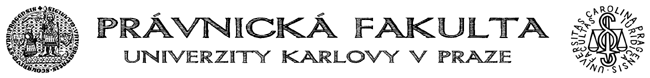 PRÁVNICKÁ FAKULTA
UNIVERZITY KARLOVY V PRAZE